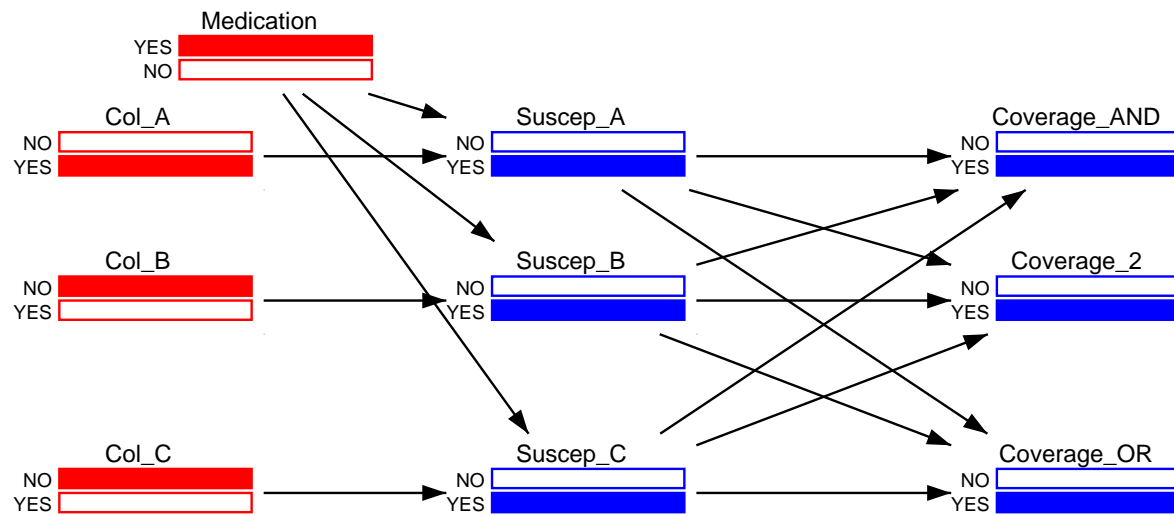 Medication
YES
NO
Col_A
NO
YES
Suscep_A
NO
YES
Coverage_AND
NO
YES
Col_B
NO
YES
Suscep_B
NO
YES
Coverage_2
NO
YES
Col_C
NO
YES
Suscep_C
NO
YES
Coverage_OR
NO
YES